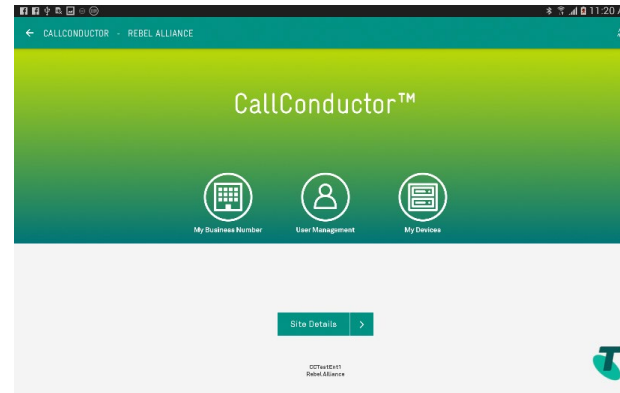 11:20 A
CALLCONDUCTOR - REBEL ALLIANCE
CallConductor™
My Business Number
User Management
My Devices
Site Details
CCTestExt1
Rebel Alliance